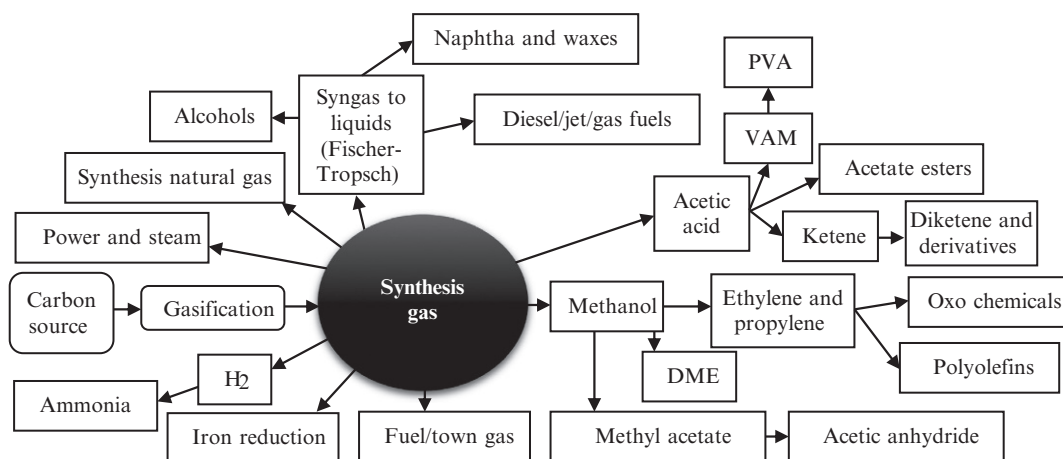 Naphtha and waxes
PVA
Alcohols
Syngas to
liquids
(Fischer-
Tropsch)
Diesel/jet/gas fuels
VAM
Synthesis natural gas
Acetate esters
Acetic
acid
Power and steam
Ketene
Diketene and
derivatives
Carbon
source
Gasification
Synthesis
gas
Methanol
Ethylene and
propylene
Oxo chemicals
H2
DME
Polyolefins
Ammonia
Iron reduction
Fuel/town gas
Methyl acetate
Acetic anhydride